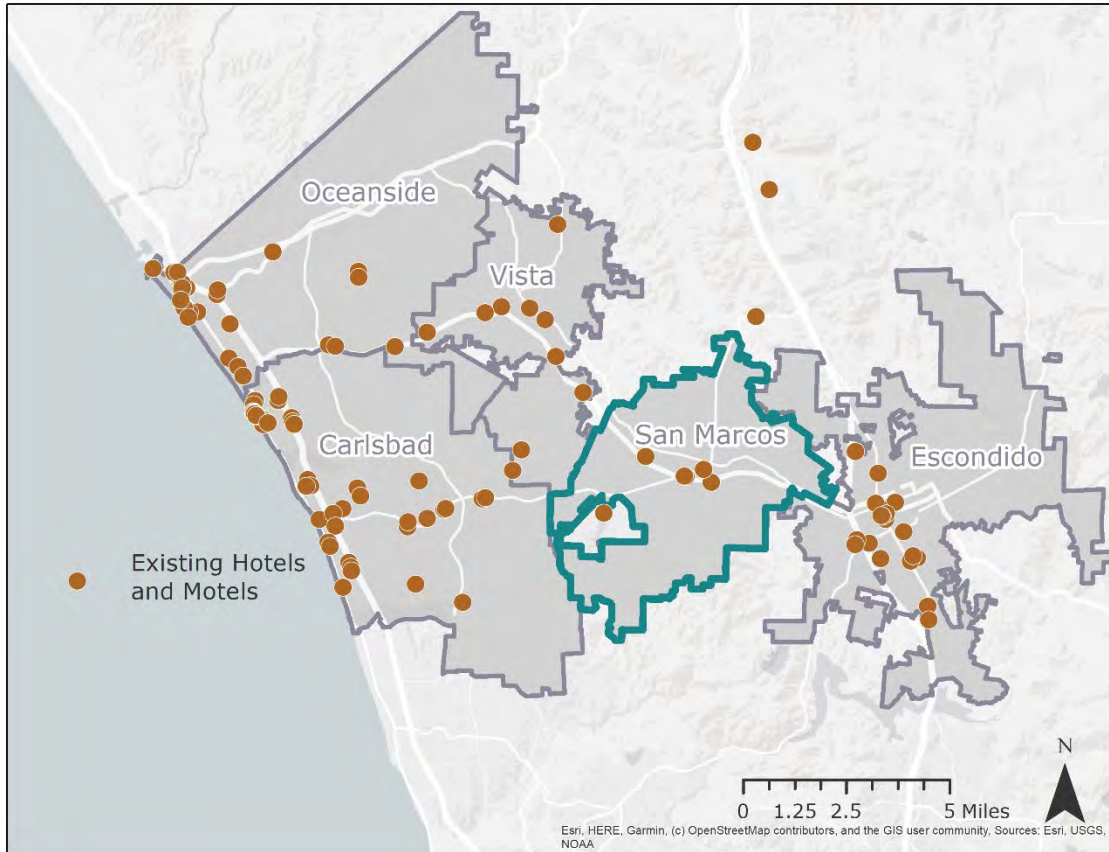 Oceanside
Vista
Carlsbad
San Marcos
Escondido
Existing Hotels
and Motels
N
0 1.25 2.5 5 Miles
Esri, HERE, Garmin, (c) OpenStreetMap contributors, and the GIS user community, Sources: Esri, USGS,
NOAA